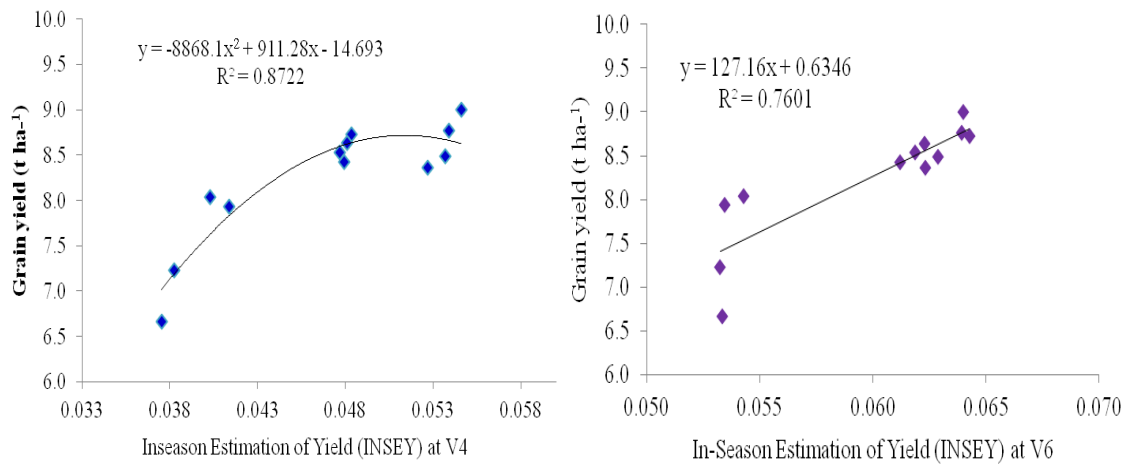 y = -8868.1x² + 911.28x - 14.693
R² = 0.8722
Grain yield (t ha-¹)
10.0
9.5
9.0
8.5
8.0
7.5
7.0
6.5
6.0
0.033 0.038 0.043 0.048 0.054 0.058
Inseason Estimation of Yield (INSEY) at V4
y = 127.16x + 0.6346
R² = 0.7601
Grain yield (t ha-¹)
10.0
9.5
9.0
8.5
8.0
7.5
7.0
6.5
6.0
0.050 0.055 0.060 0.065 0.070
In-Season Estimation of Yield (INSEY) at V6